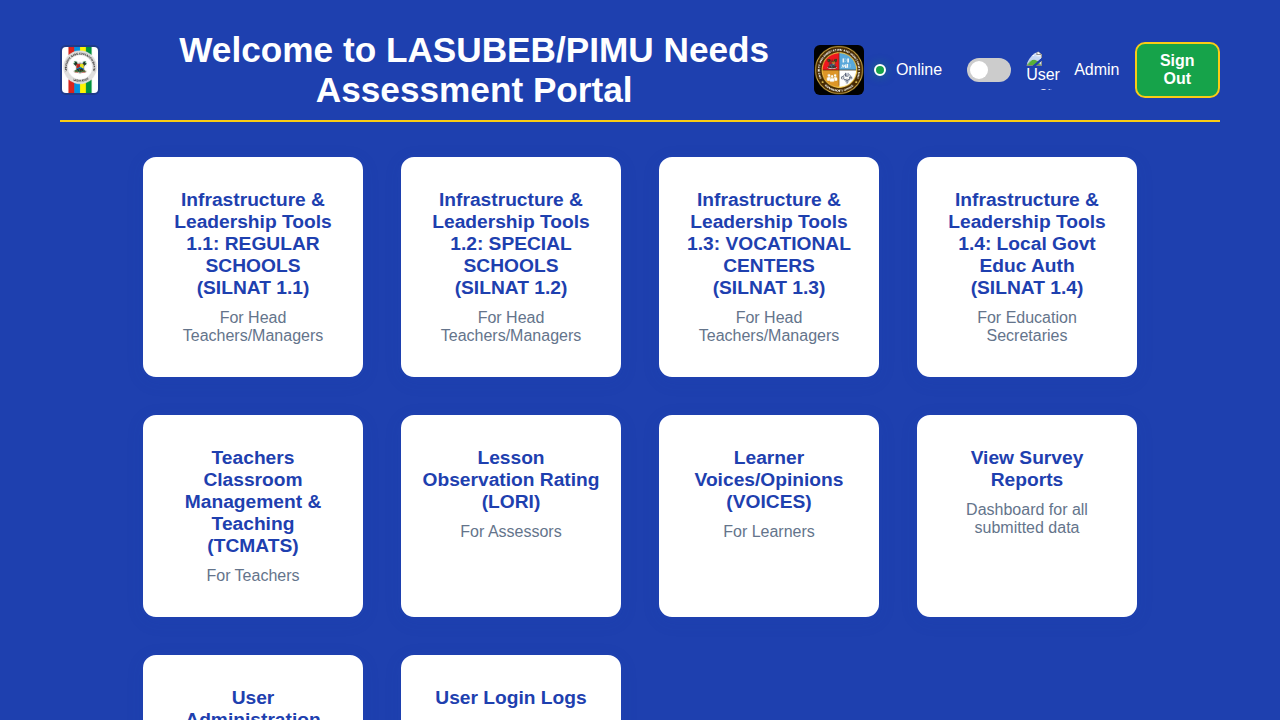 Welcome to LASUBEB/PIMU Needs
Assessment Portal
Online
User
Admin
Sign
Out
Infrastructure &
Leadership Tools
1.1: REGULAR
SCHOOLS
(SILNAT 1.1)
For Head
Teachers/Managers
Infrastructure &
Leadership Tools
1.2: SPECIAL
SCHOOLS
(SILNAT 1.2)
For Head
Teachers/Managers
Infrastructure &
Leadership Tools
1.3: VOCATIONAL
CENTERS
(SILNAT 1.3)
For Head
Teachers/Managers
Infrastructure &
Leadership Tools
1.4: Local Govt
Educ Auth
(SILNAT 1.4)
For Education
Secretaries
Teachers
Classroom
Management &
Teaching
(TCMATS)
For Teachers
Lesson
Observation Rating
(LORI)
For Assessors
Learner
Voices/Opinions
(VOICES)
For Learners
View Survey
Reports
Dashboard for all
submitted data
User
Administration
User Login Logs